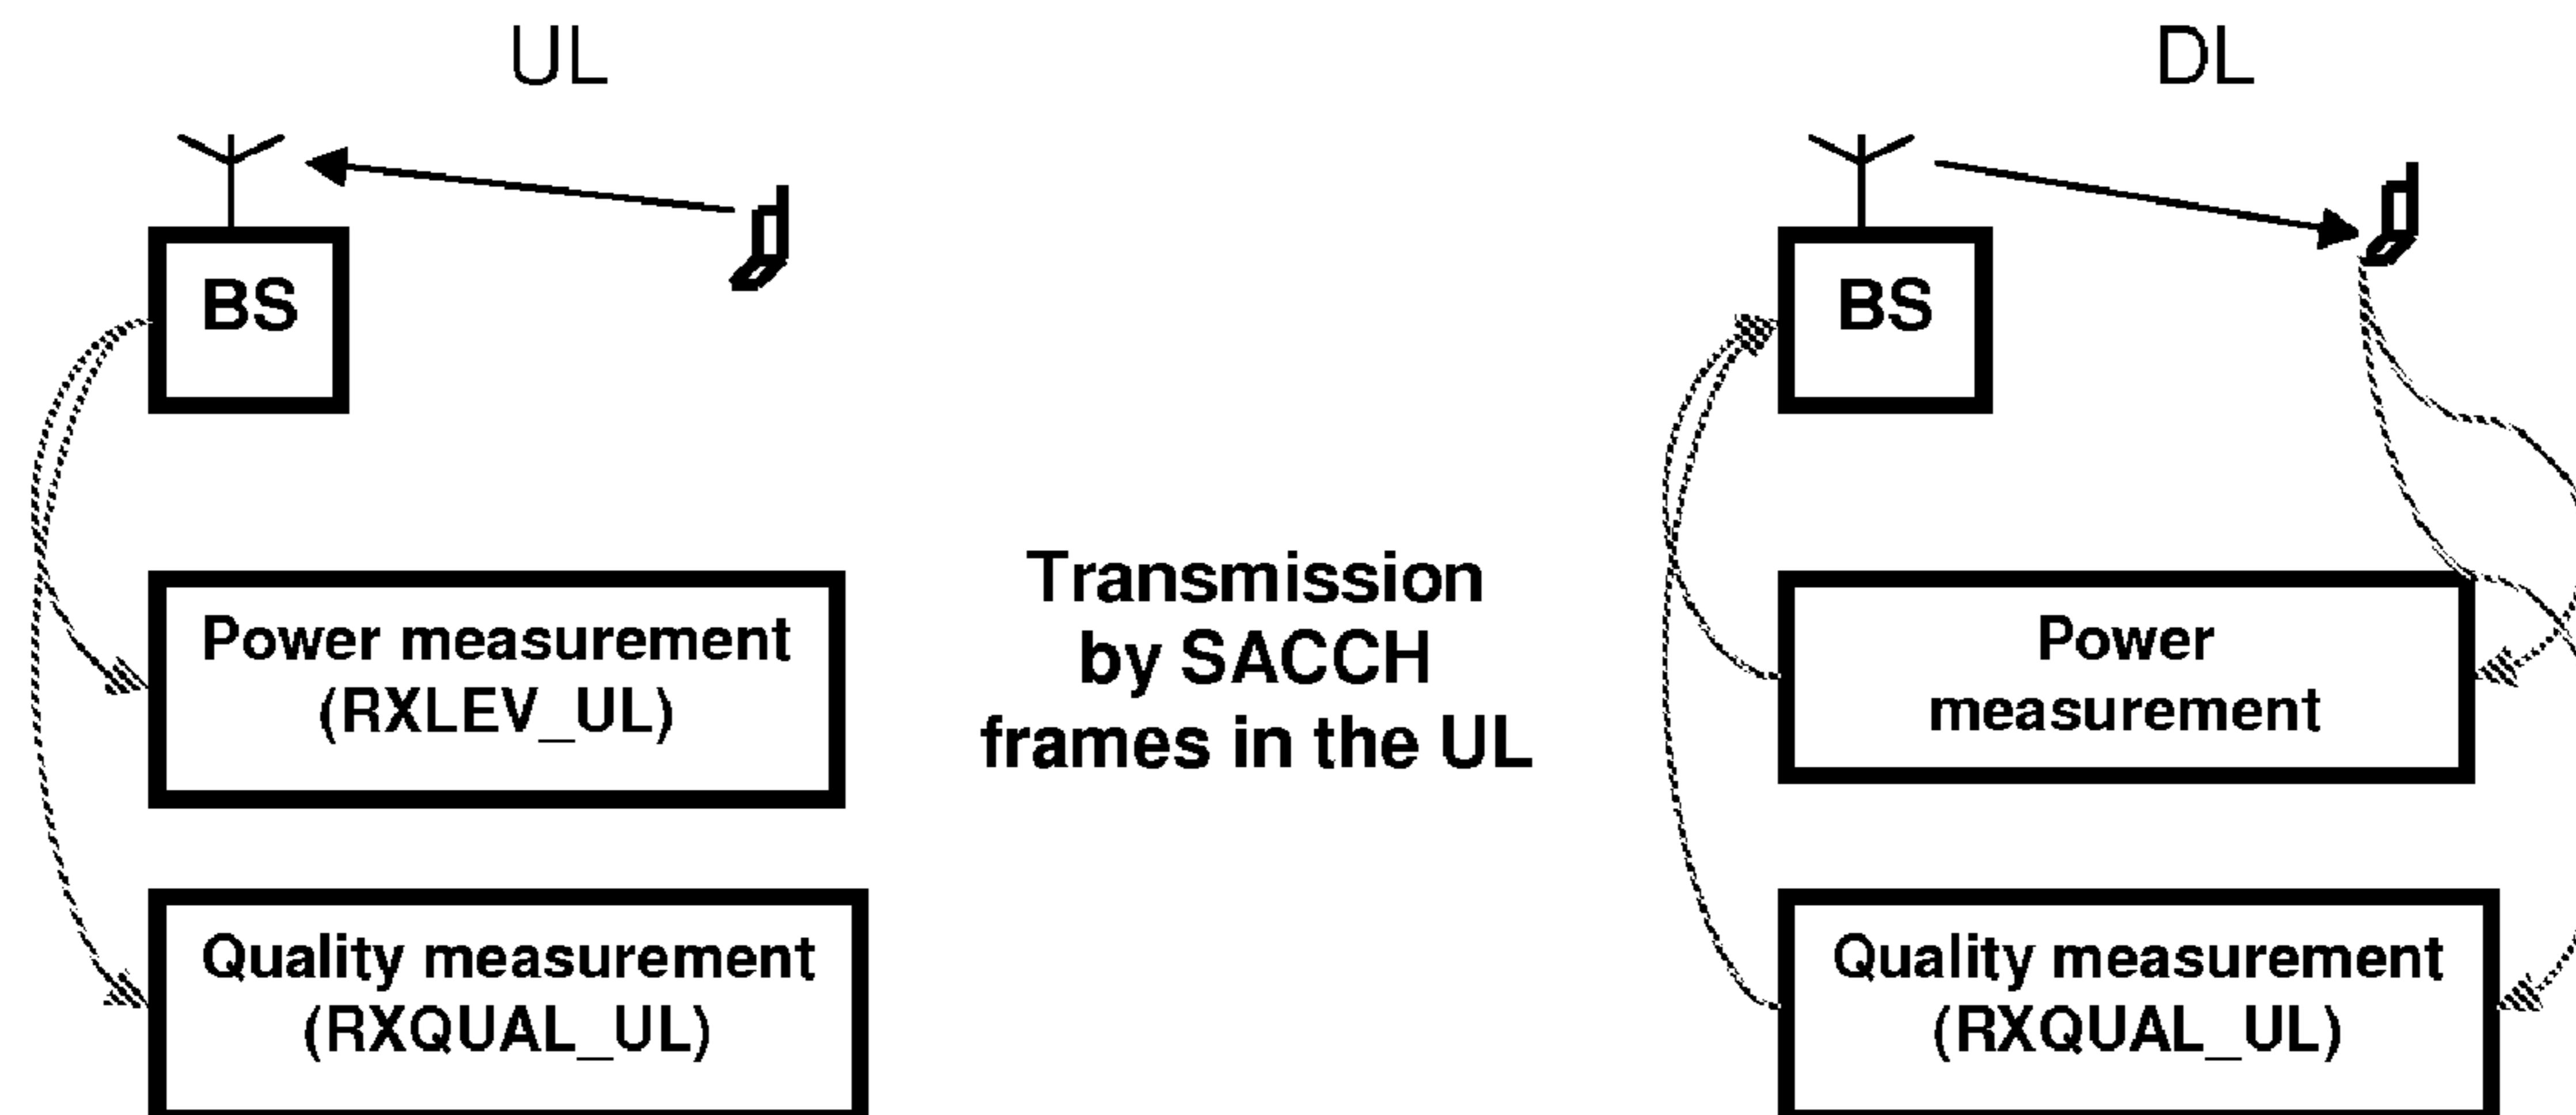 UL
BS
Power measurement
(RXLEV_UL)
Quality measurement
(RXQUAL_UL)
Transmission
by SACCH
frames in the UL
DL
BS
Power
measurement
Quality measurement
(RXQUAL_UL)